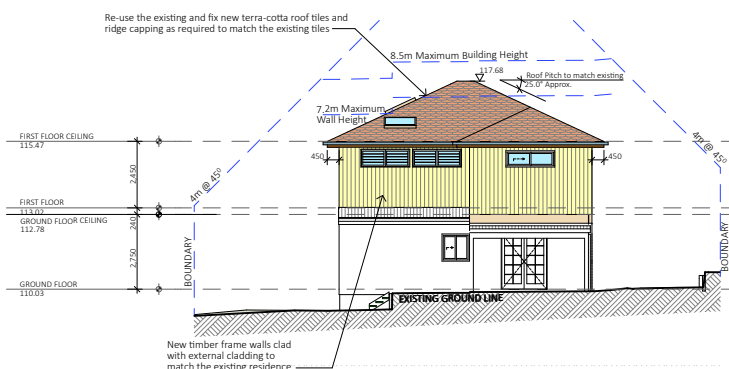 Re-use the existing and fix new terra-cotta roof tiles and
ridge capping as required to match the existing tiles
8.5m Maximum Building Height
117.68
Roof Pitch to match existing
25.0° Approx.
7.2m Maximum
Wall Height
FIRST FLOOR CEILING
115.47
450
450
4m @ 45°
4m @ 45°
2,450
FIRST FLOOR
113.02
240
GROUND FLOOR CEILING
112.78
2,750
BOUNDARY
BOUNDARY
GROUND FLOOR
110.03
EXISTING GROUND LINE
New timber frame walls clad
with external cladding to
match the existing residence